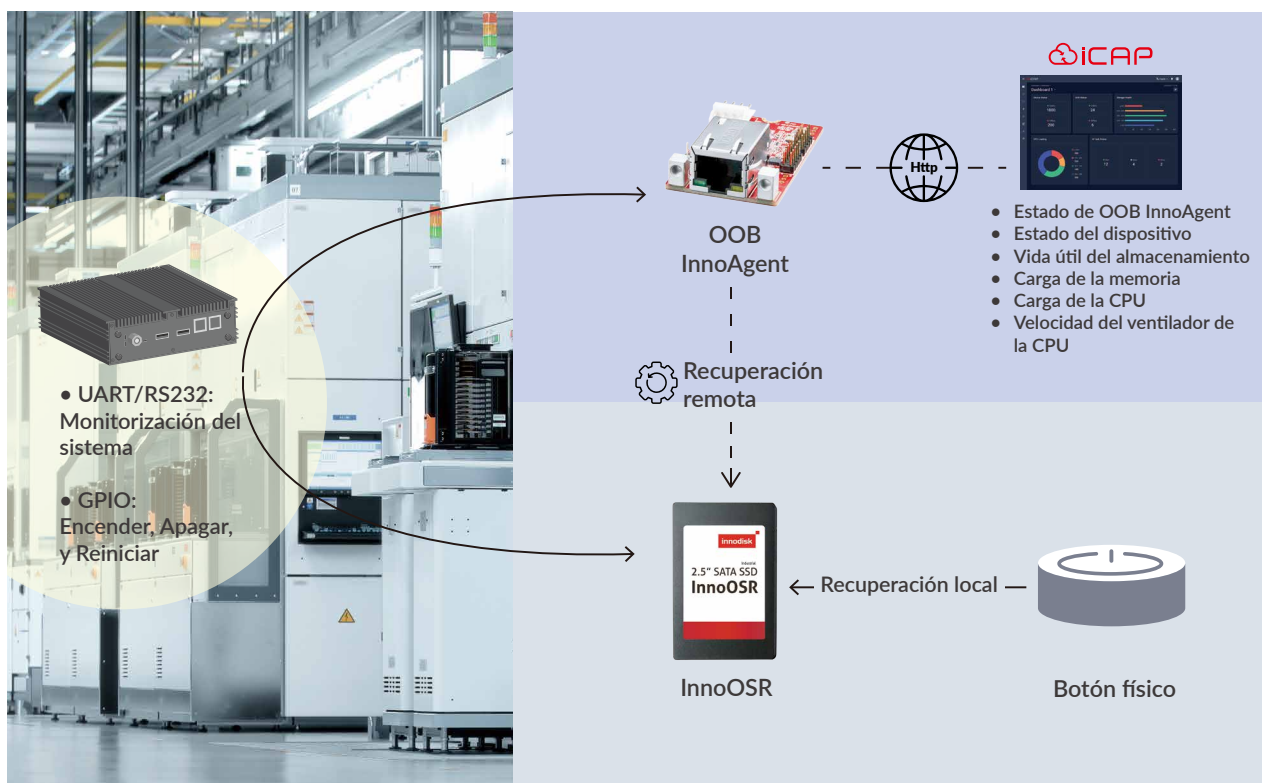 • UART/RS232:
Monitorización del
sistema
• GPIO:
Encender, Apagar,
y Reiniciar
OOB
InnoAgent
Http
iCAP
Dashboard 1
• Estado de OOB InnoAgent
• Estado del dispositivo
• Vida útil del almacenamiento
• Carga de la memoria
• Carga de la CPU
• Velocidad del ventilador de
la CPU
Recuperación
remota
innodisk
Industrial
2.5" SATA SSD
InnoOSR
InnoOSR
Recuperación local
Botón físico